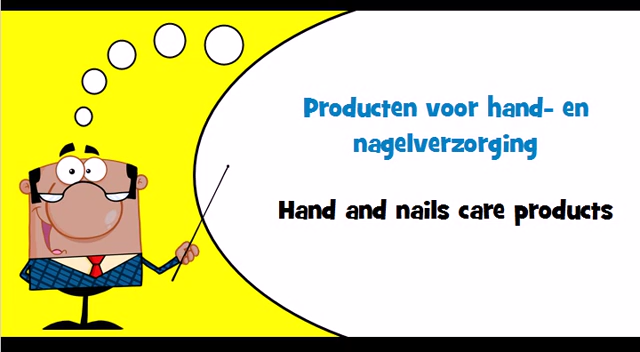 Producten voor hand- en
nagelverzorging
Hand and nails care products